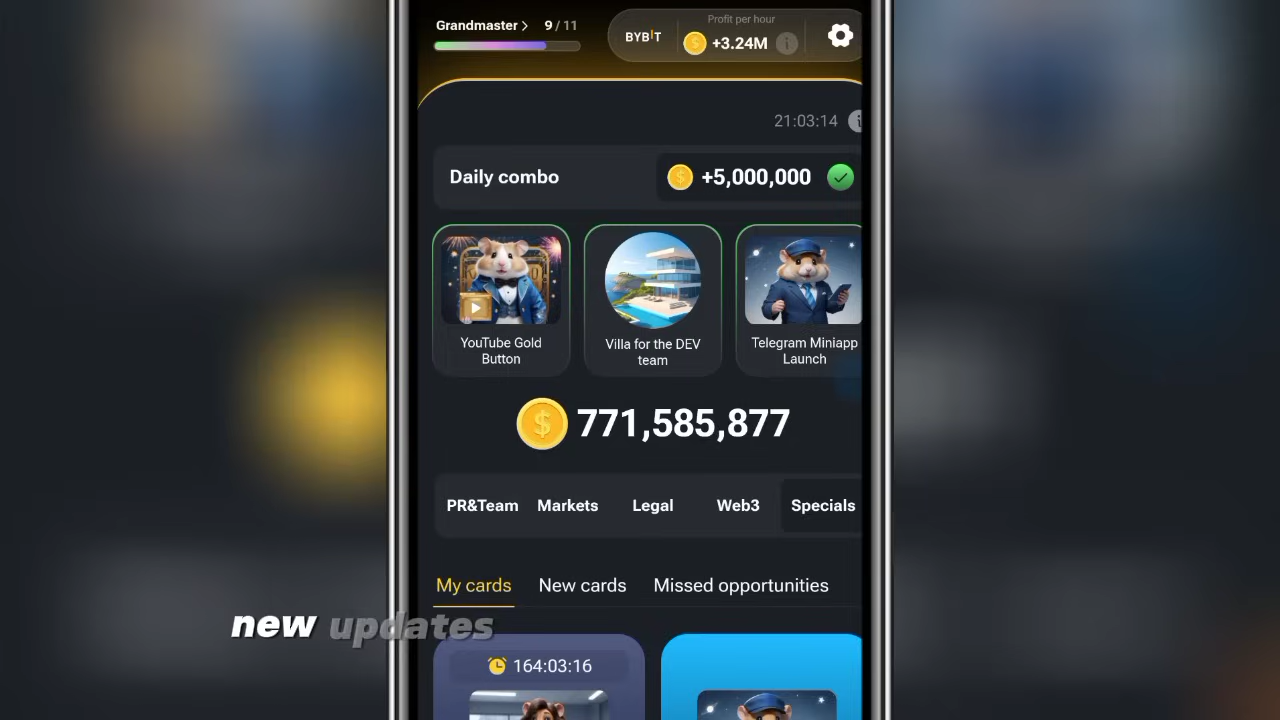 Grandmaster > 9 / 11
BYBIT
Profit per hour
+3.24M
21:03:14
Daily combo
+5,000,000
YouTube Gold
Button
Villa for the DEV
team
Telegram Miniapp
Launch
771,585,877
PR&Team Markets Legal Web3 Specials
My cards New cards Missed opportunities
new updates
164:03:16